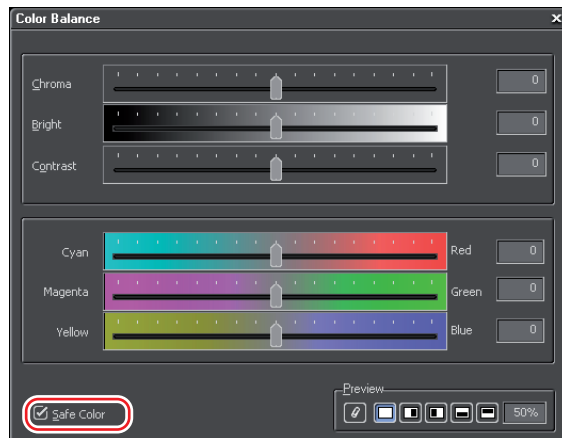 Color Balance x
Chroma 0
Bright 0
Contrast 0
Cyan Red 0
Magenta Green 0
Yellow Blue 0
Safe Color
Preview
50%